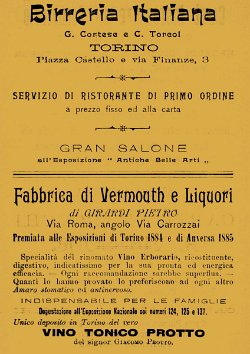 Birreria Italiana
G. Cortese e C. Torgol
TORINO
Piazza Castello e via Finanze, 3
SERVIZIO DI RISTORANTE DI PRIMO ORDINE
a prezzo fisso ed alla carta
GRAN SALONE
all'Esposizione "Antiche Belle Arti„
Fabbrica di Vermouth e Liquori
di GIRARDI PIETRO
Via Roma, angolo Via Carrozzai
Premiata alle Esposizioni di Torino 1884 e di Anversa 1885
Specialità del rinomato Vino Erborario, ricostituente,
digestivo, indicatissimo per la sua pronta ed energica
efficacia. — Ogni raccomandazione sarebbe superflua. —
Quanti lo hanno provato lo preferiscono ad ogni altro
Amaro stomatico ed antinervoso.
INDISPENSABILE PER LE FAMIGLIE
Degustazione all'Esposizione Nazionale coi numeri 124, 125 e 127.
Unico deposito in Torino del vero
VINO TONICO PROTTO
del signor GIACOMO PROTTO.